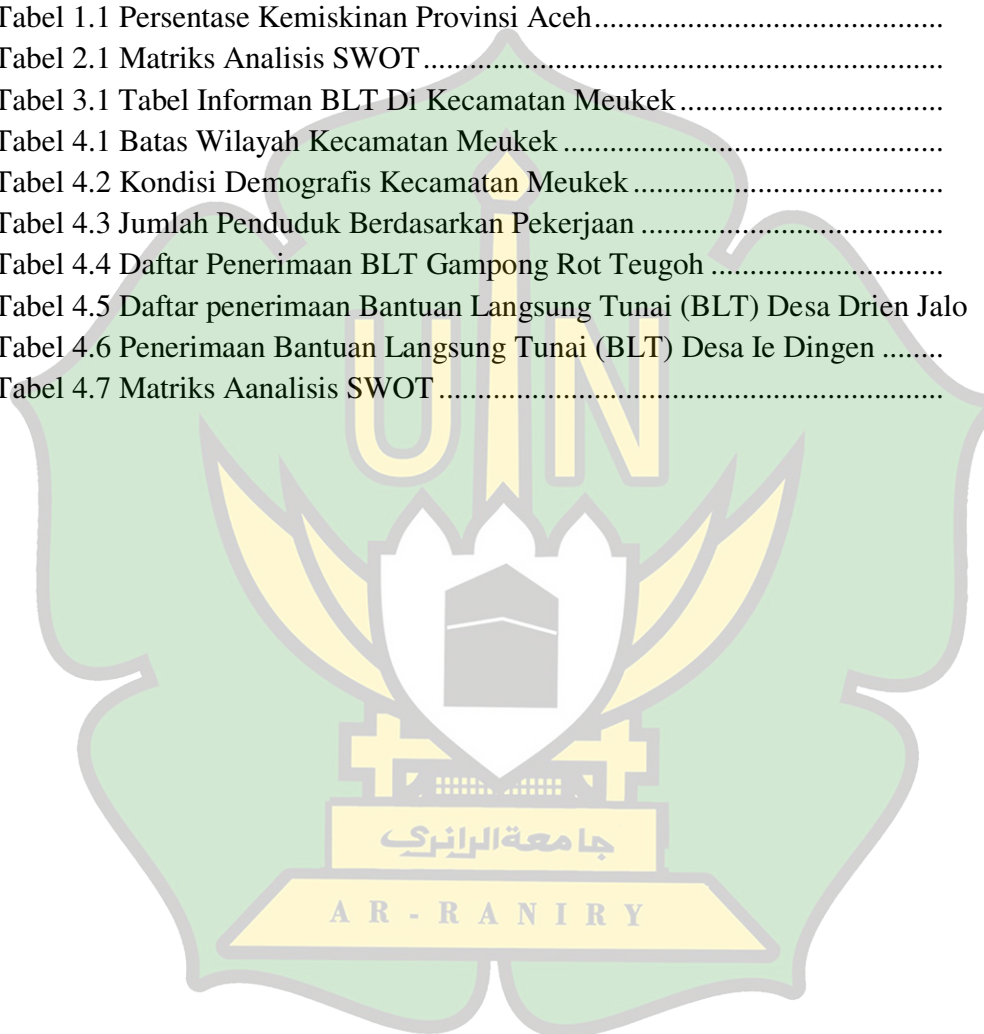 Tabel 1.1 Persentase Kemiskinan Provinsi Aceh............................................
Tabel 2.1 Matriks Analisis SWOT..................................................................
Tabel 3.1 Tabel Informan BLT Di Kecamatan Meukek.................................
Tabel 4.1 Batas Wilayah Kecamatan Meukek................................................
Tabel 4.2 Kondisi Demografis Kecamatan Meukek.......................................
Tabel 4.3 Jumlah Penduduk Berdasarkan Pekerjaan ......................................
Tabel 4.4 Daftar Penerimaan BLT Gampong Rot Teugoh .............................
Tabel 4.5 Daftar penerimaan Bantuan Langsung Tunai (BLT) Desa Drien Jalo
Tabel 4.6 Penerimaan Bantuan Langsung Tunai (BLT) Desa Ie Dingen ........
Tabel 4.7 Matriks Aanalisis SWOT................................................................
UIN
جامعة الرانري
AR-RANIRY